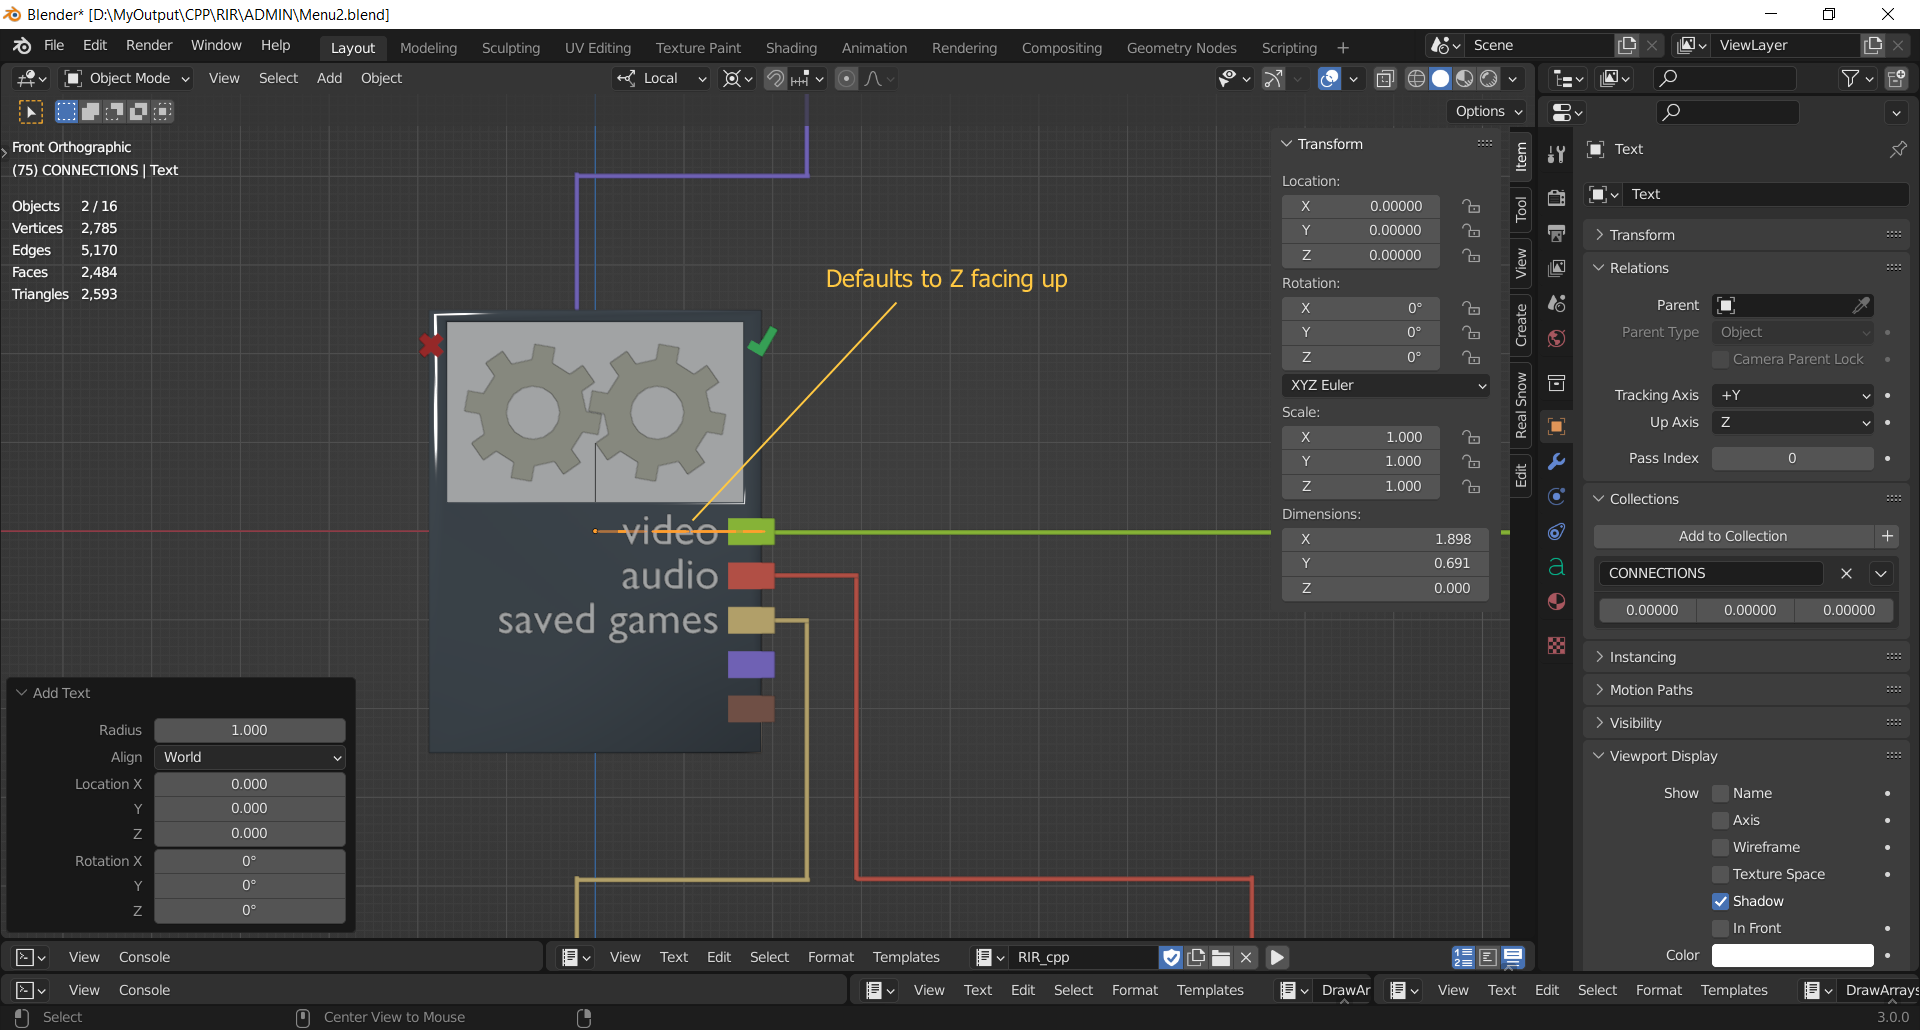 Blender* [D:\MyOutput\CPP\RIR\ADMIN\Menu2.blend]
File Edit Render Window Help Layout Modeling Sculpting UV Editing Texture Paint Shading Animation Rendering Compositing Geometry Nodes Scripting + Scene ViewLayer
Object Mode View Select Add Object Local
Options
Front Orthographic
(75) CONNECTIONS | Text
Objects 2 / 16
Vertices 2,785
Edges 5,170
Faces 2,484
Triangles 2,593
Defaults to Z facing up
video
audio
saved games
Transform
Location:
X 0.00000
Y 0.00000
Z 0.00000
Rotation:
X 0°
Y 0°
Z 0°
XYZ Euler
Scale:
X 1.000
Y 1.000
Z 1.000
Dimensions:
X 1.898
Y 0.691
Z 0.000
Item
Tool
View
Create
Real Snow
Edit
Text
Text
Transform
Relations
Parent
Parent Type Object
Camera Parent Lock
Tracking Axis +Y
Up Axis Z
Pass Index 0
Collections
Add to Collection +
CONNECTIONS
0.00000 0.00000 0.00000
Instancing
Motion Paths
Visibility
Viewport Display
Show Name
Axis
Wireframe
Texture Space
Shadow
In Front
Color
Add Text
Radius 1.000
Align World
Location X 0.000
Y 0.000
Z 0.000
Rotation X 0°
Y 0°
Z 0°
View Console View Text Edit Select Format Templates RIR_cpp
View Console View Text Edit Select Format Templates DrawAr View Text Edit Select Format Templates DrawArrays
Select Center View to Mouse 3.0.0